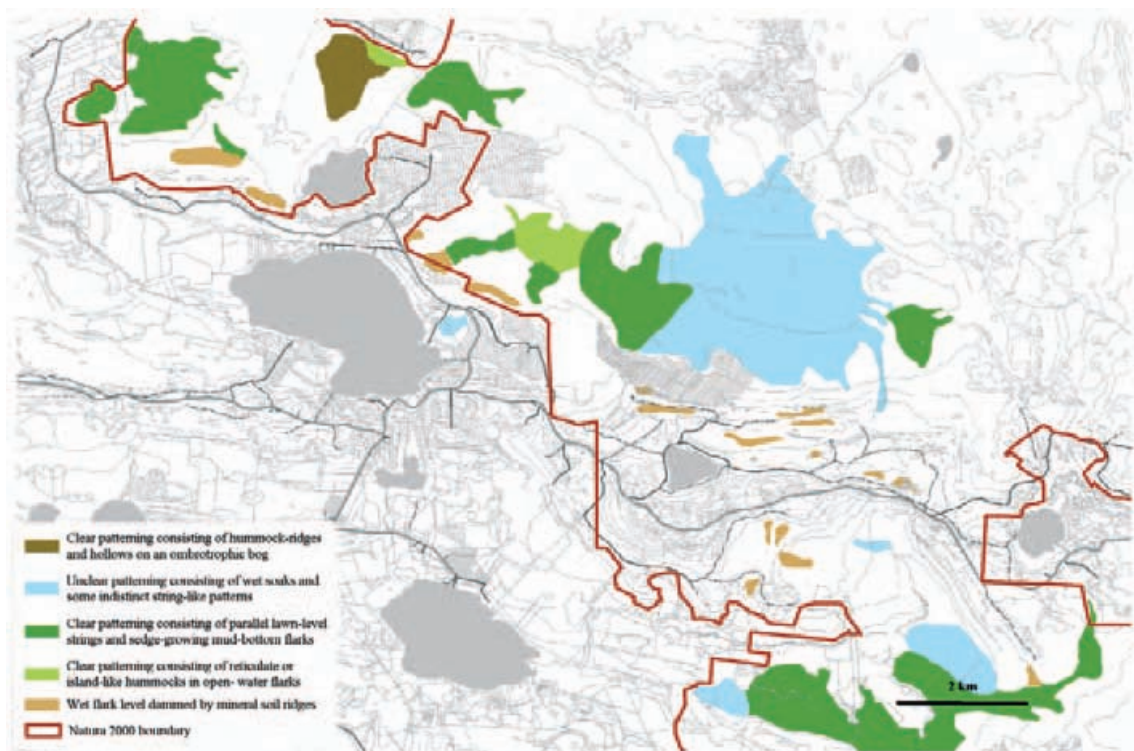 Clear patterning consisting of hummock-ridges
and hollows on an ombrotrophic bog
Unclear patterning consisting of wet soaks and
some indistinct string-like patterns
Clear patterning consisting of parallel lawn-level
strings and sedge-growing mud-bottom flarks
Clear patterning consisting of reticulate or
island-like hummocks in open- water flarks
Wet flark level dammed by mineral soil ridges
Natura 2000 boundary
2 km